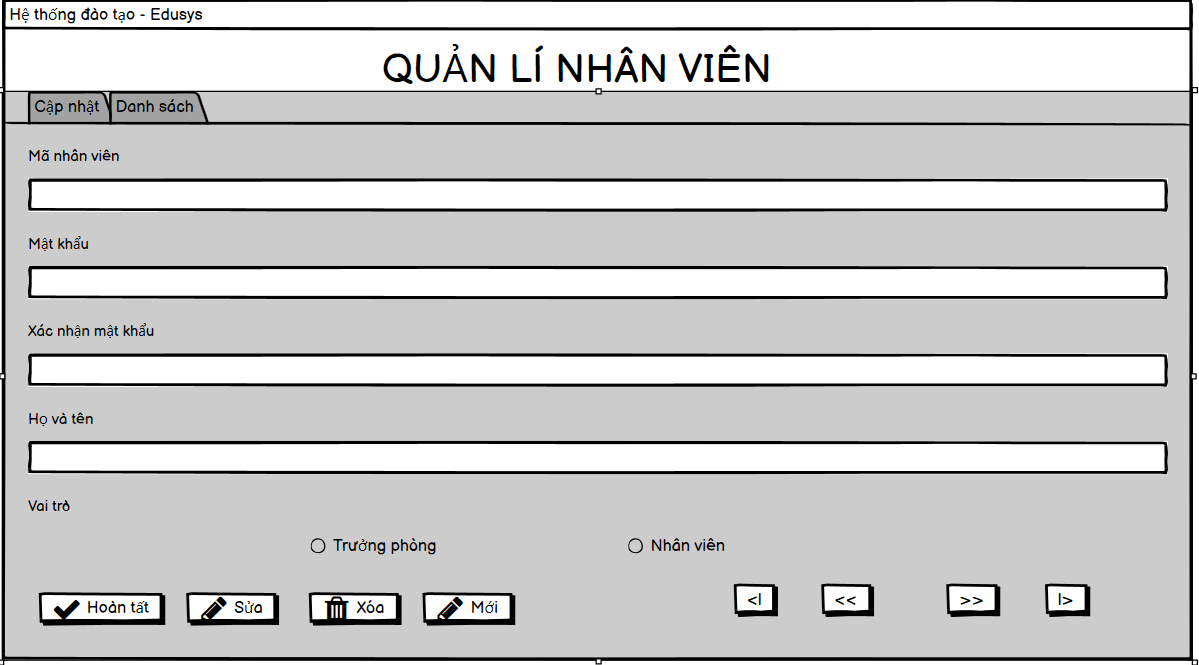 Hệ thống đào tạo - Edusys
QUẢN LÍ NHÂN VIÊN
Cập nhật Danh sách
Mã nhân viên
Mật khẩu
Xác nhận mật khẩu
Họ và tên
Vai trò
Trưởng phòng Nhân viên
Hoàn tất Sửa Xóa Mới <| << >> |>